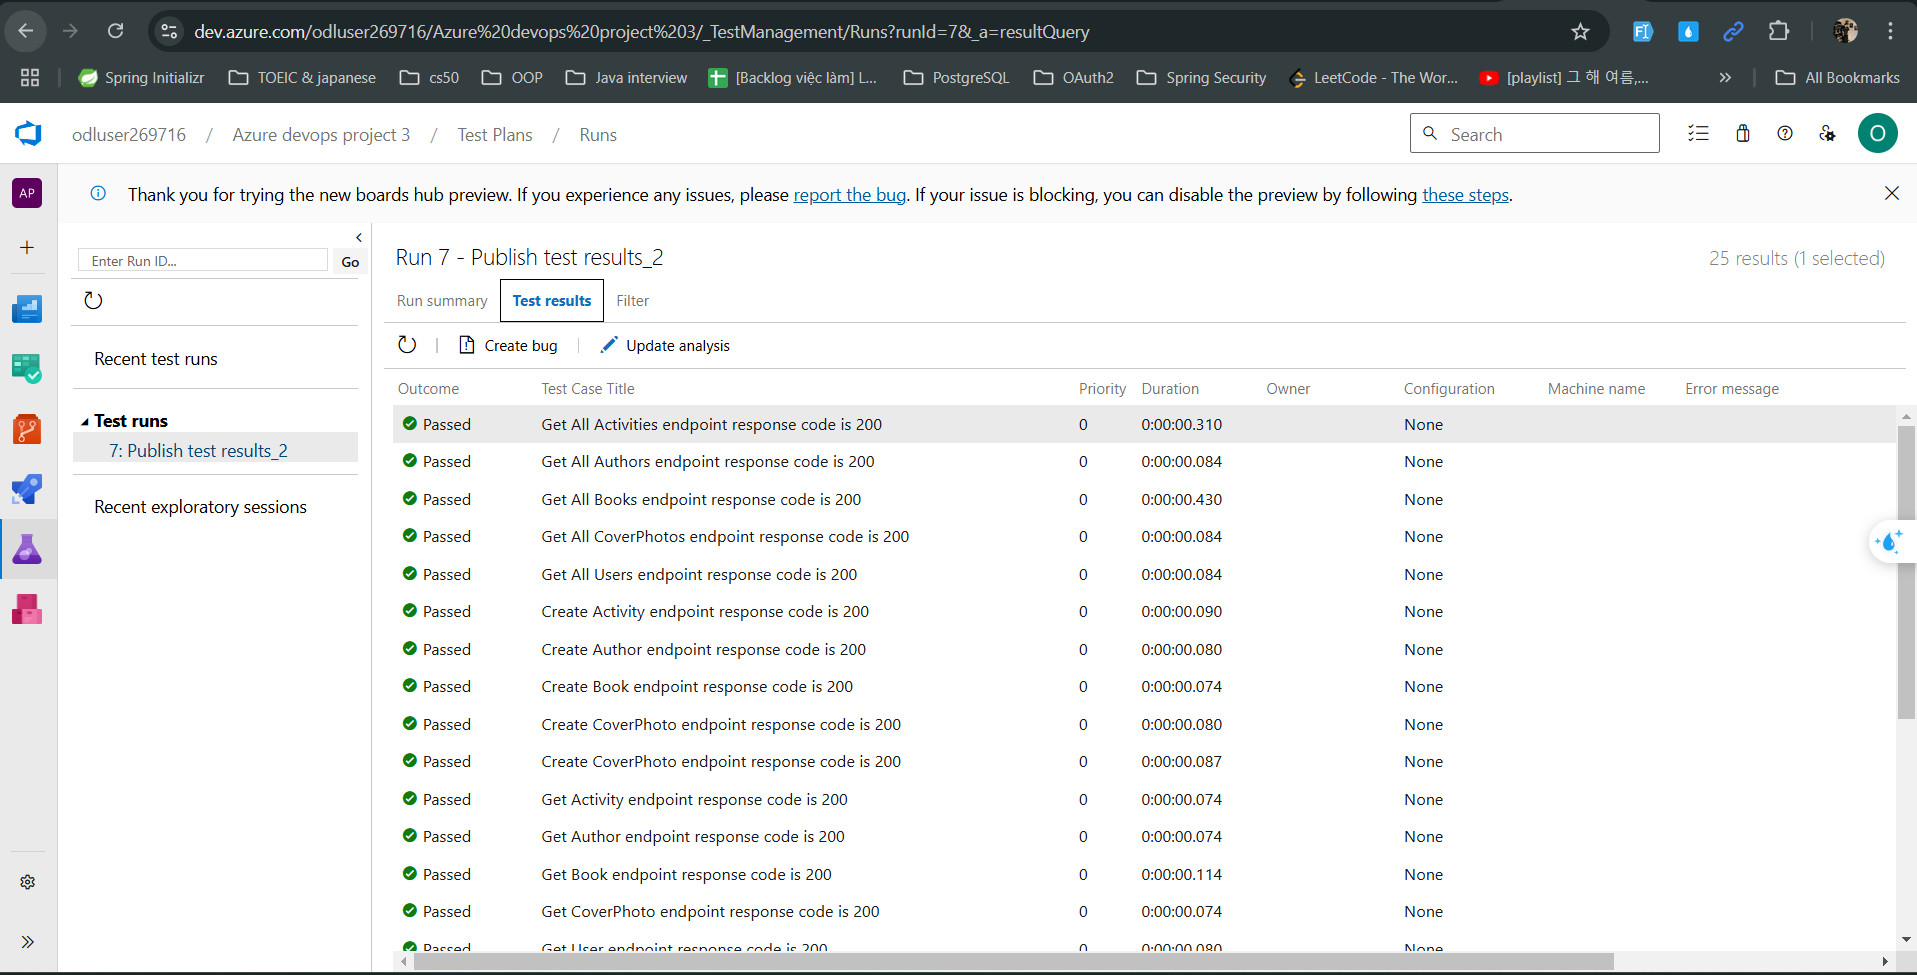 dev.azure.com/odluser269716/Azure%20devops%20project%203/_TestManagement/Runs?runId=7&_a=resultQuery
Spring Initializr TOEIC & japanese cs50 OOP Java interview [Backlog việc làm] L... PostgreSQL OAuth2 Spring Security LeetCode - The Wor... [playlist] 그 해 여름,... All Bookmarks
odluser269716 / Azure devops project 3 / Test Plans / Runs Search O
AP
Thank you for trying the new boards hub preview. If you experience any issues, please report the bug. If your issue is blocking, you can disable the preview by following these steps.
Enter Run ID... Go
Recent test runs
Test runs
7: Publish test results_2
Recent exploratory sessions
Run 7 - Publish test results_2 25 results (1 selected)
Run summary Test results Filter
Create bug Update analysis
Outcome Test Case Title Priority Duration Owner Configuration Machine name Error message
Passed Get All Activities endpoint response code is 200 0 0:00:00.310 None
Passed Get All Authors endpoint response code is 200 0 0:00:00.084 None
Passed Get All Books endpoint response code is 200 0 0:00:00.430 None
Passed Get All CoverPhotos endpoint response code is 200 0 0:00:00.084 None
Passed Get All Users endpoint response code is 200 0 0:00:00.084 None
Passed Create Activity endpoint response code is 200 0 0:00:00.090 None
Passed Create Author endpoint response code is 200 0 0:00:00.080 None
Passed Create Book endpoint response code is 200 0 0:00:00.074 None
Passed Create CoverPhoto endpoint response code is 200 0 0:00:00.080 None
Passed Create CoverPhoto endpoint response code is 200 0 0:00:00.087 None
Passed Get Activity endpoint response code is 200 0 0:00:00.074 None
Passed Get Author endpoint response code is 200 0 0:00:00.074 None
Passed Get Book endpoint response code is 200 0 0:00:00.114 None
Passed Get CoverPhoto endpoint response code is 200 0 0:00:00.074 None
Passed Get User endpoint response code is 200 0 0:00:00.080 None